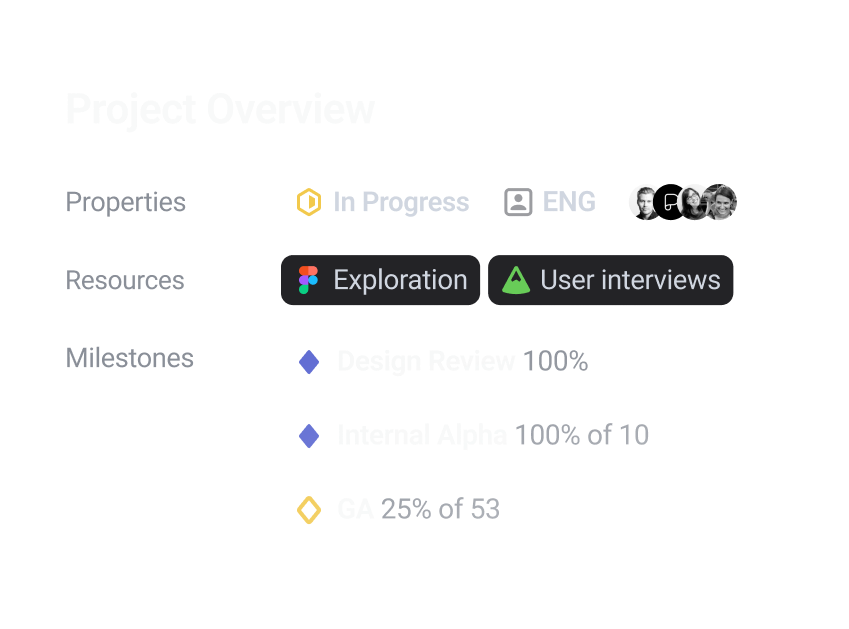 Project Overview
Properties In Progress ENG
Resources Exploration User interviews
Milestones Design Review 100%
Internal Alpha 100% of 10
GA 25% of 53